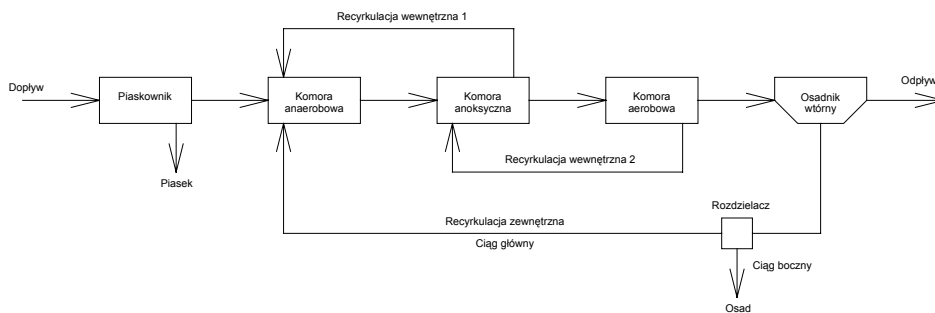 Recyrkulacja wewnętrzna 1
Dopływ
Piaskownik
Komora
anaerobowa
Komora
anoksyczna
Komora
aerobowa
Osadnik
wtórny
Odpływ
Piasek
Recyrkulacja wewnętrzna 2
Rozdzielacz
Recyrkulacja zewnętrzna
Ciąg główny
Ciąg boczny
Osad